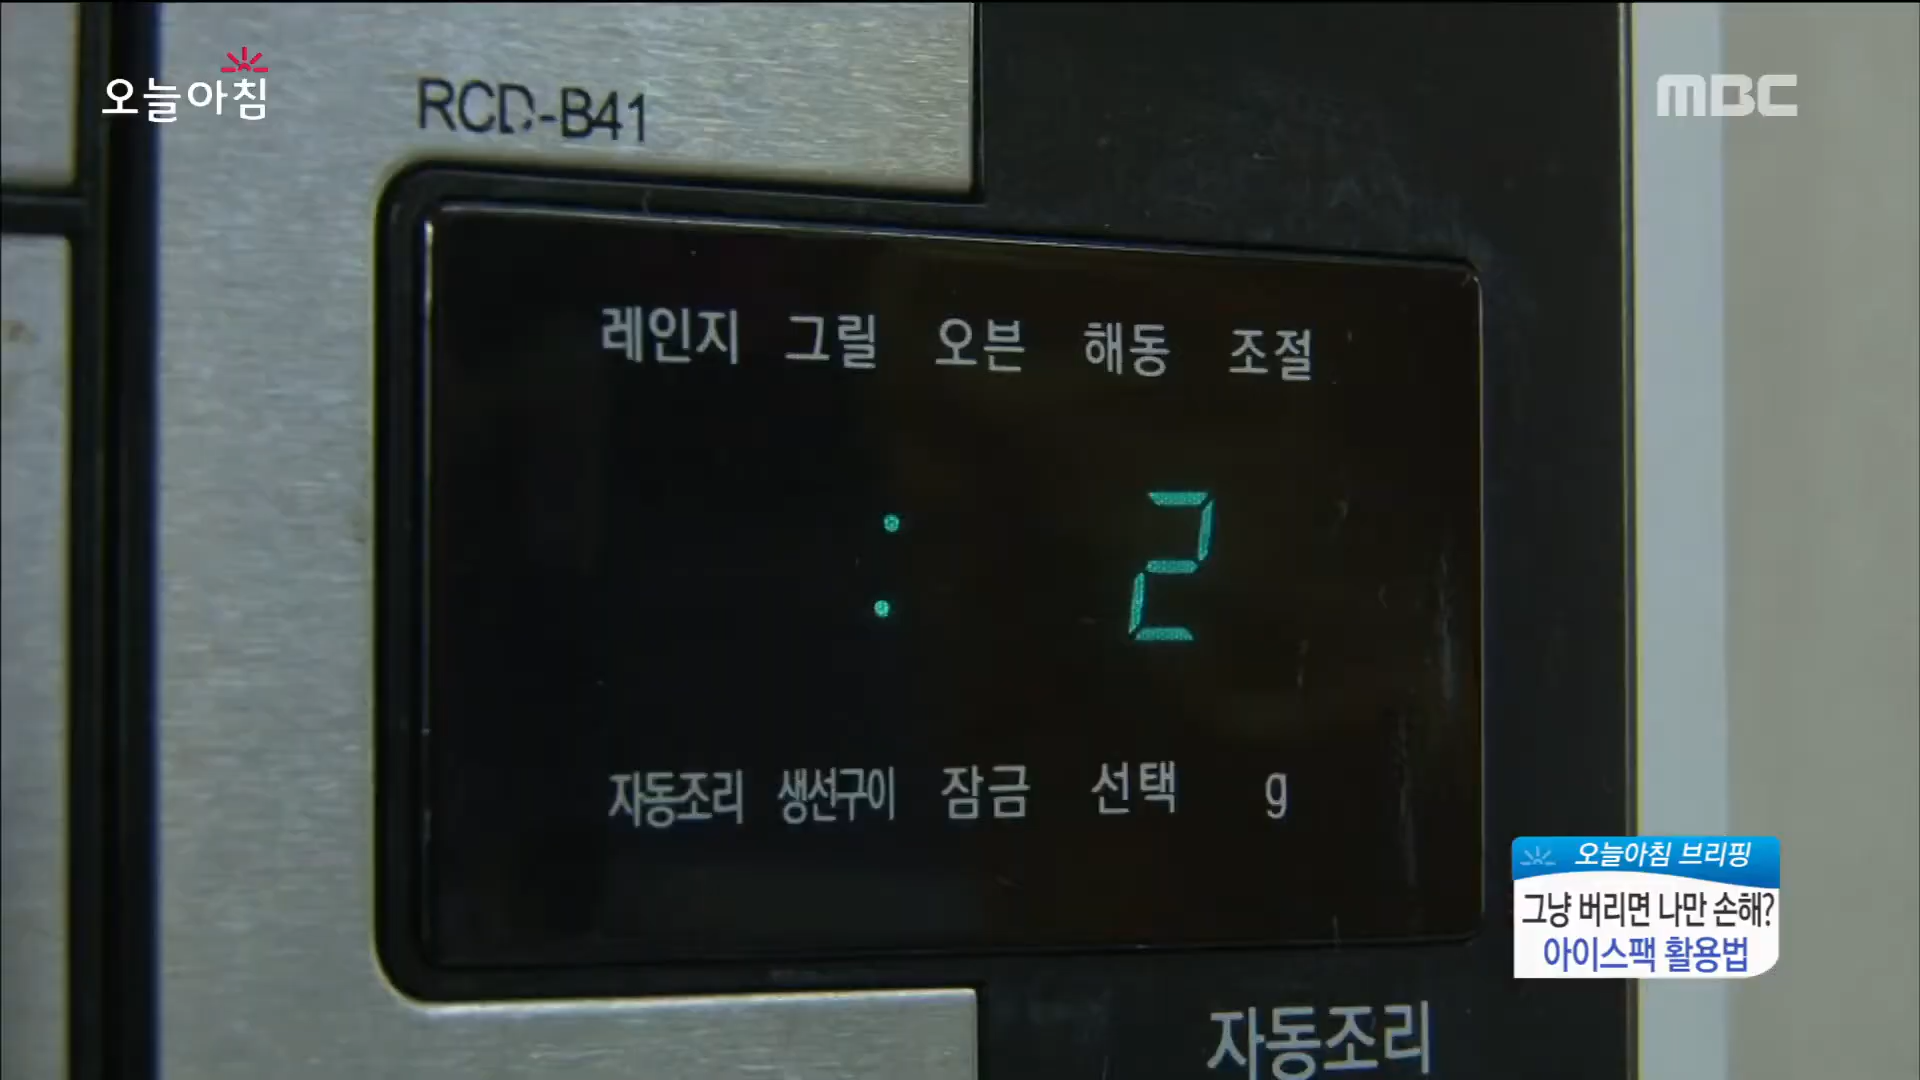 오늘아침
MBC
RCD-B41
레인지 그릴 오븐 해동 조절
: 2
자동조리 생선구이 잠금 선택 g
오늘아침 브리핑
그냥 버리면 나만 손해?
아이스팩 활용법
자동조리